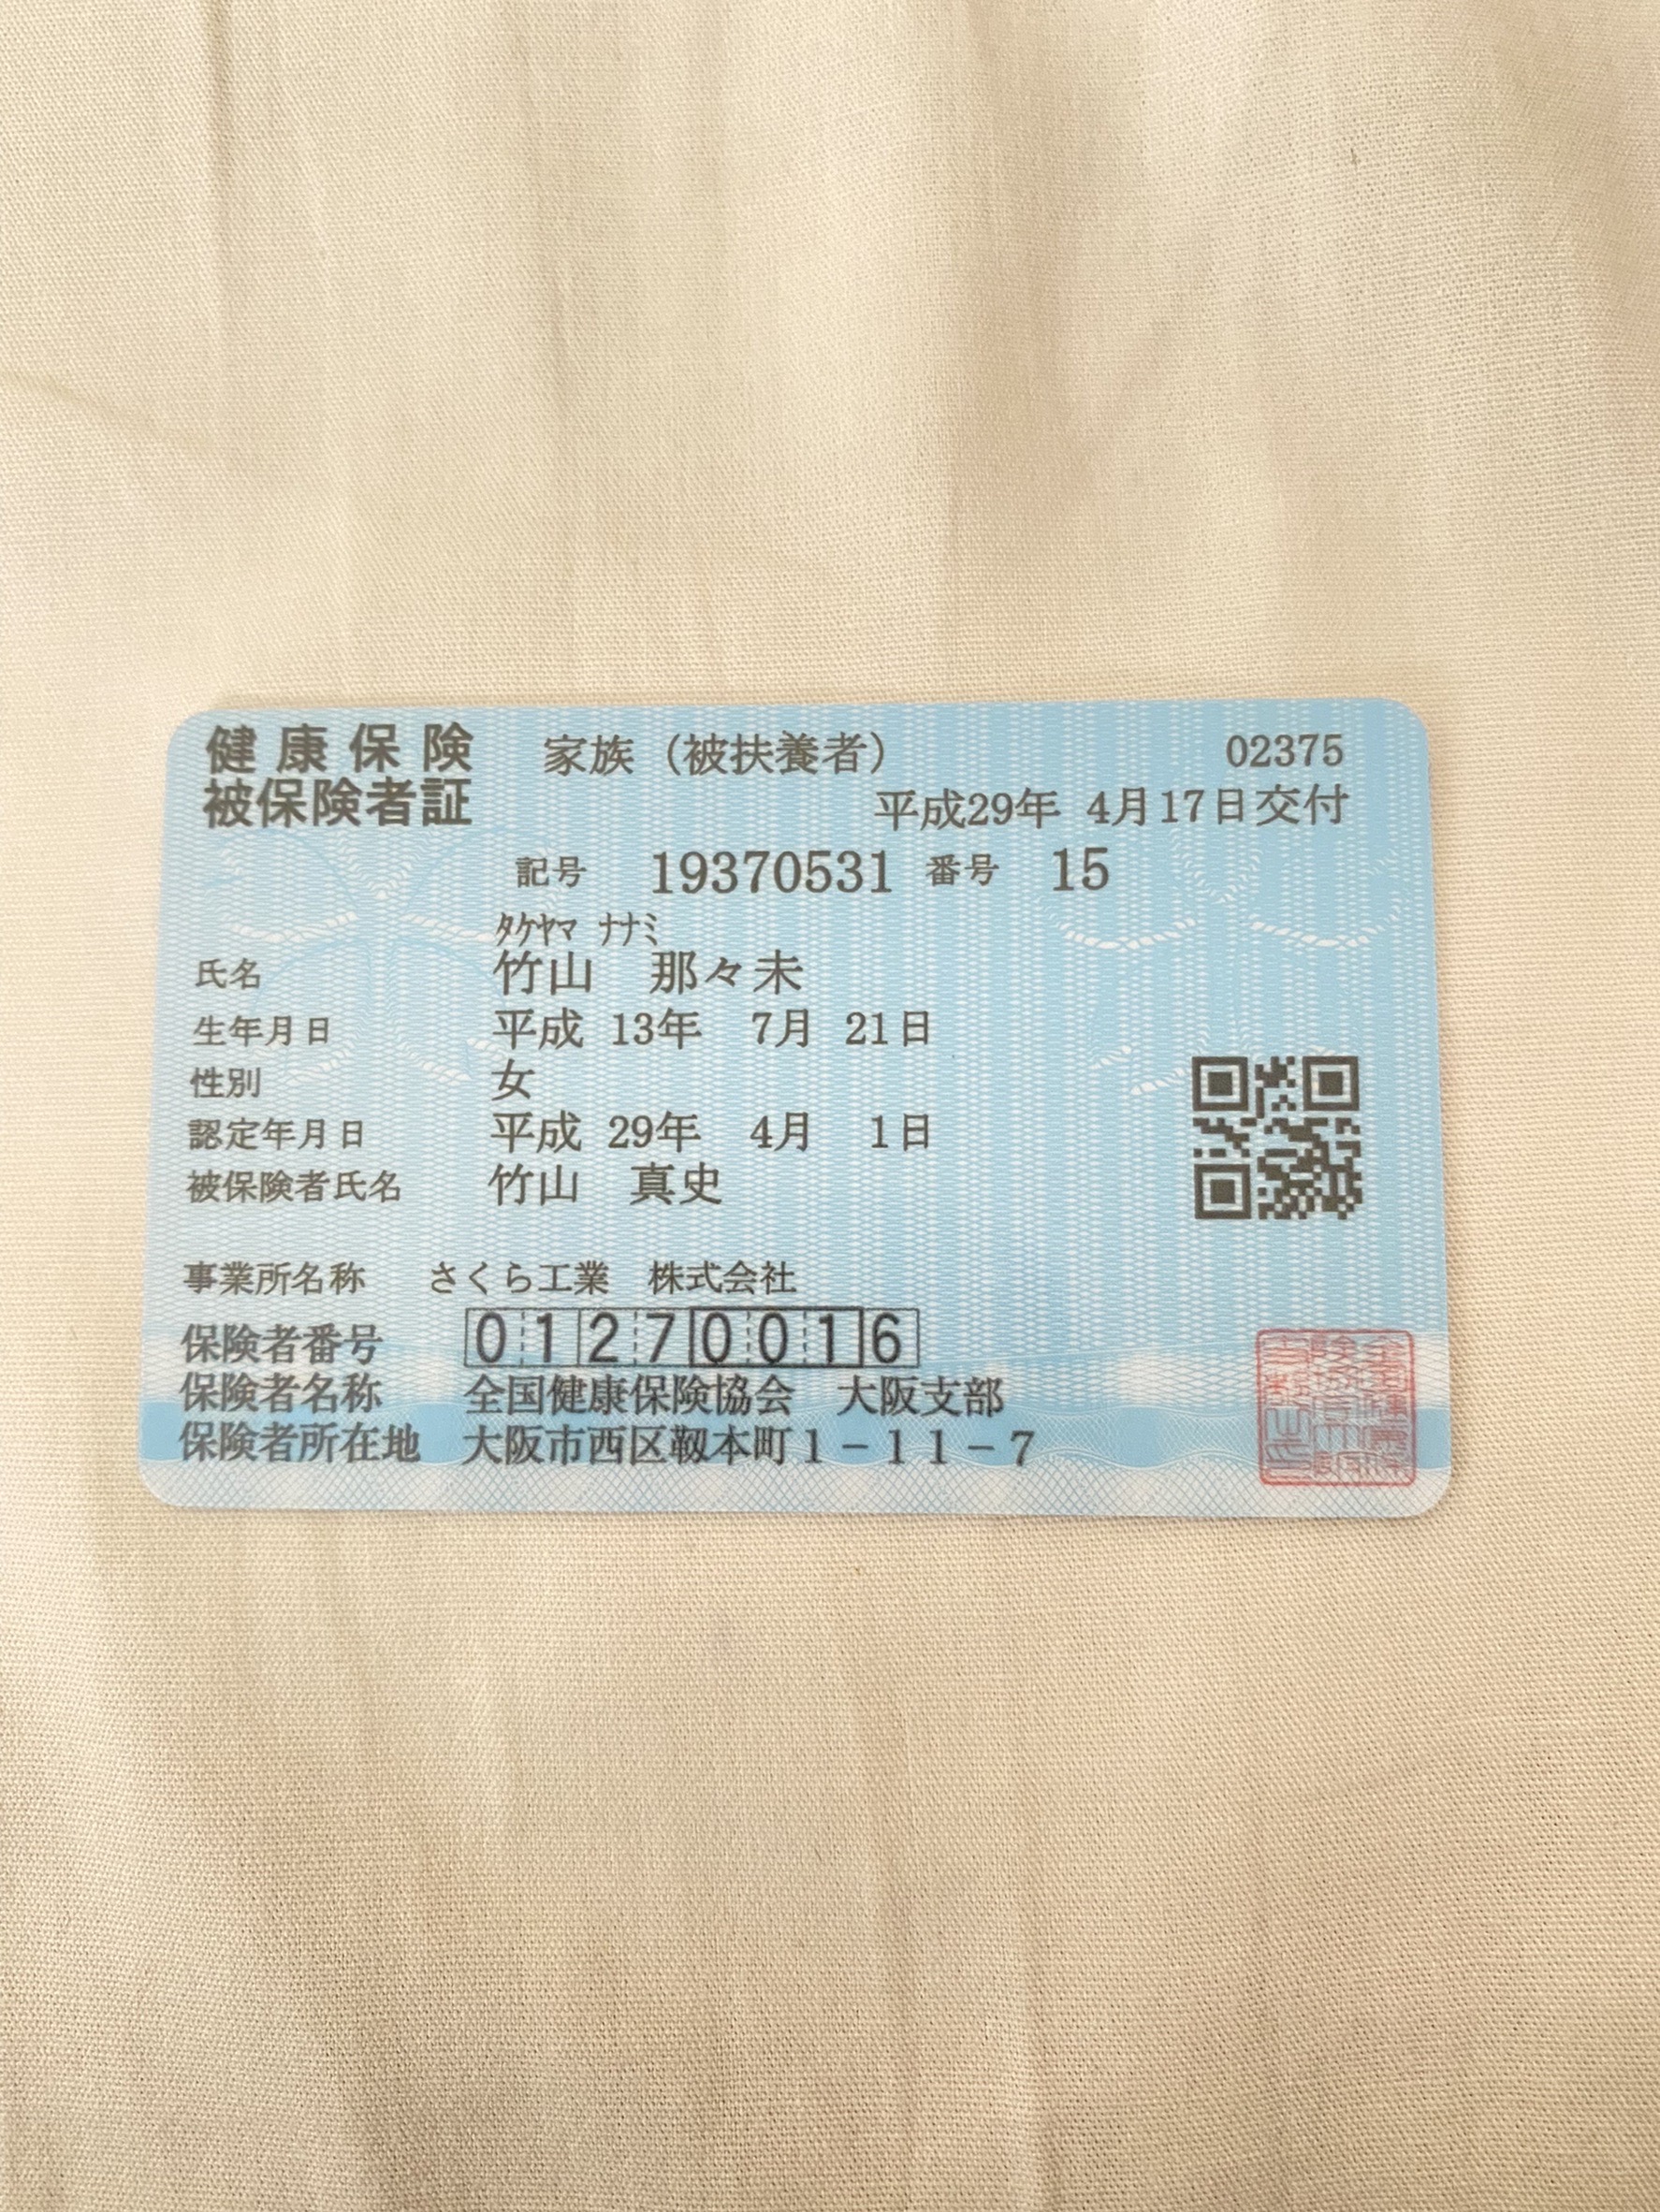 健康保険 家族（被扶養者） 02375
被保険者証 平成29年 4月17日交付
記号 19370531 番号 15
ﾀｹﾔﾏ ﾅﾅﾐ
氏名 竹山 那々未
生年月日 平成 13年 7月 21日
性別 女
認定年月日 平成 29年 4月 1日
被保険者氏名 竹山 真史
事業所名称 さくら工業 株式会社
保険者番号 01270016
保険者名称 全国健康保険協会 大阪支部
保険者所在地 大阪市西区靱本町1－11－7